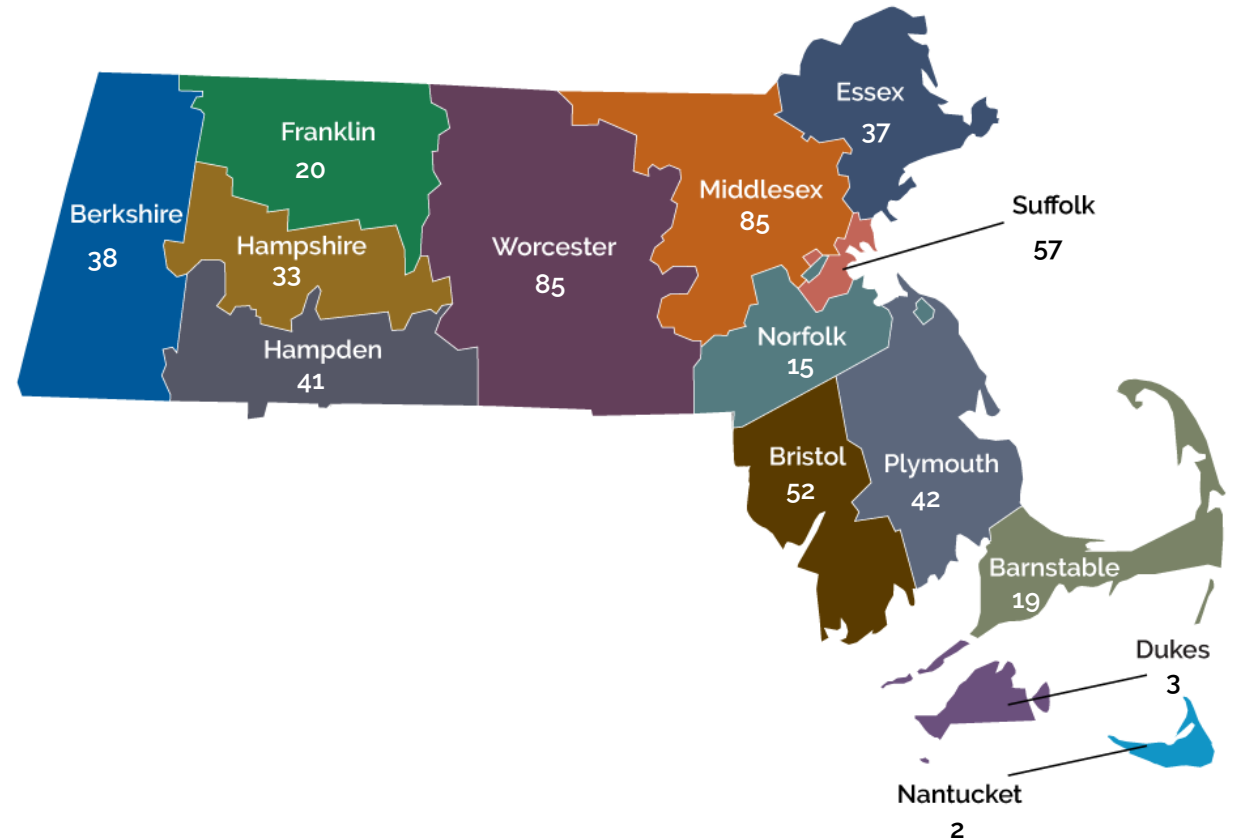 Essex
37
Franklin
20
Middlesex
85
Suffolk
57
Berkshire
38
Hampshire
33
Worcester
85
Norfolk
15
Hampden
41
Bristol
52
Plymouth
42
Barnstable
19
Dukes
3
Nantucket
2